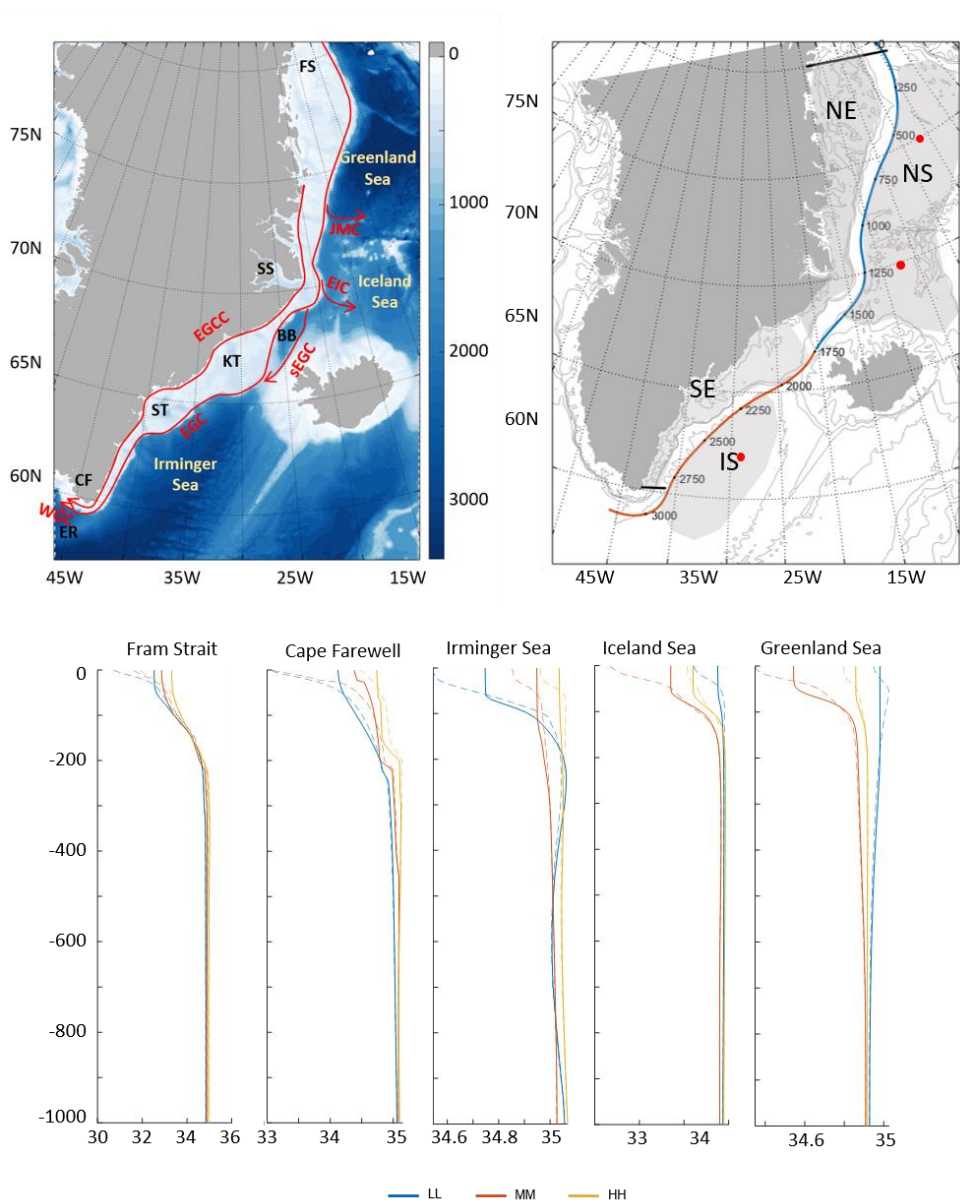 FS
75N
Greenland
Sea
JMC
70N
SS
EIC
Iceland
Sea
EGCC
BB
65N
KT
sEGC
ST
EGC
Irminger
Sea
60N
CF
ER
45W 35W 25W 15W
0
1000
2000
3000
75N
70N
65N
60N
NE
0
250
500
NS
750
1000
1250
1500
1750
2000
SE
2250
2500
IS
2750
3000
45W 35W 25W 15W
Fram Strait Cape Farewell Irminger Sea Iceland Sea Greenland Sea
0
-200
-400
-600
-800
-1000
30 32 34 36 33 35 34.6 34.8 35 33 34 34.6 35
LL MM HH